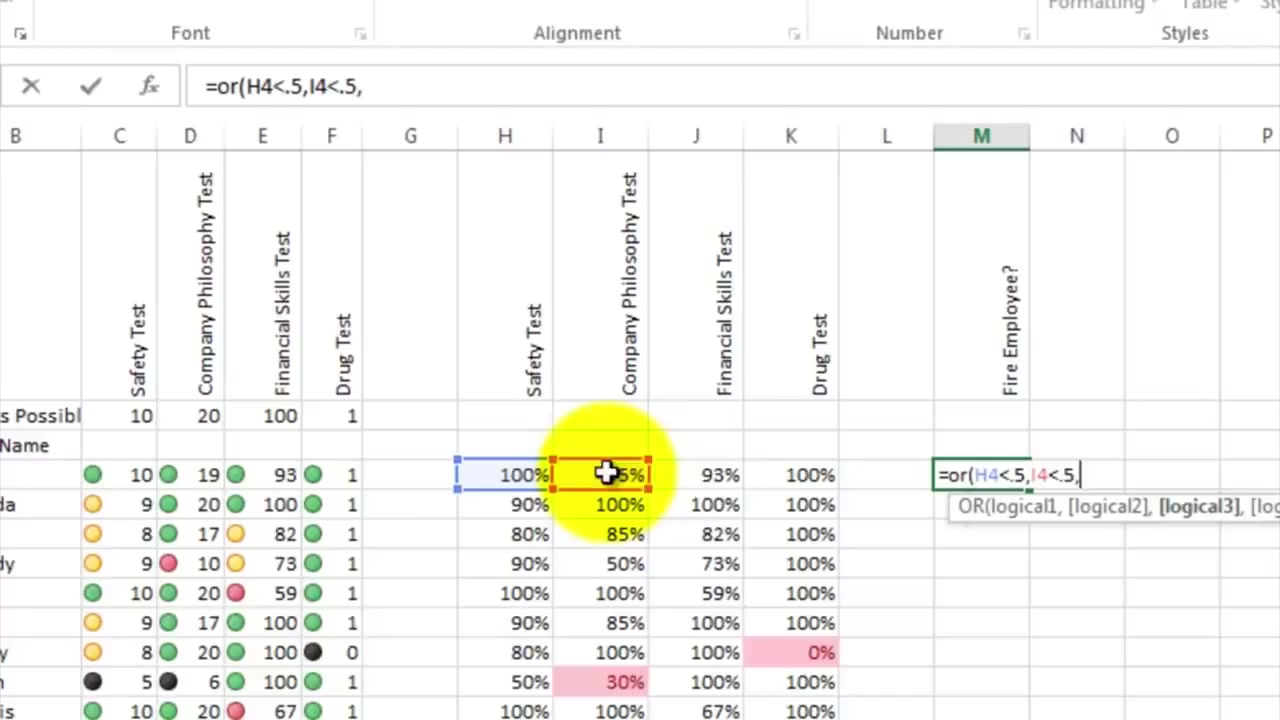 Formatting Table Sty
Font Alignment Number Styles
fx =or(H4<.5,I4<.5,
B C D E F G H I J K L M N O P
Safety Test Company Philosophy Test Financial Skills Test Drug Test Safety Test Company Philosophy Test Financial Skills Test Drug Test Fire Employee?
s Possibl 10 20 100 1
Name
10 19 93 1 100% 5% 93% 100% =or(H4<.5,I4<.5,
da 9 20 100 1 90% 100% 100% 100% OR(logical1, [logical2], [logical3], [log
8 17 82 1 80% 85% 82% 100%
dy 9 10 73 1 90% 50% 73% 100%
10 20 59 1 100% 100% 59% 100%
9 17 100 1 90% 85% 100% 100%
y 8 20 100 0 80% 100% 100% 0%
n 5 6 100 1 50% 30% 100% 100%
is 10 20 67 1 100% 100% 67% 100%